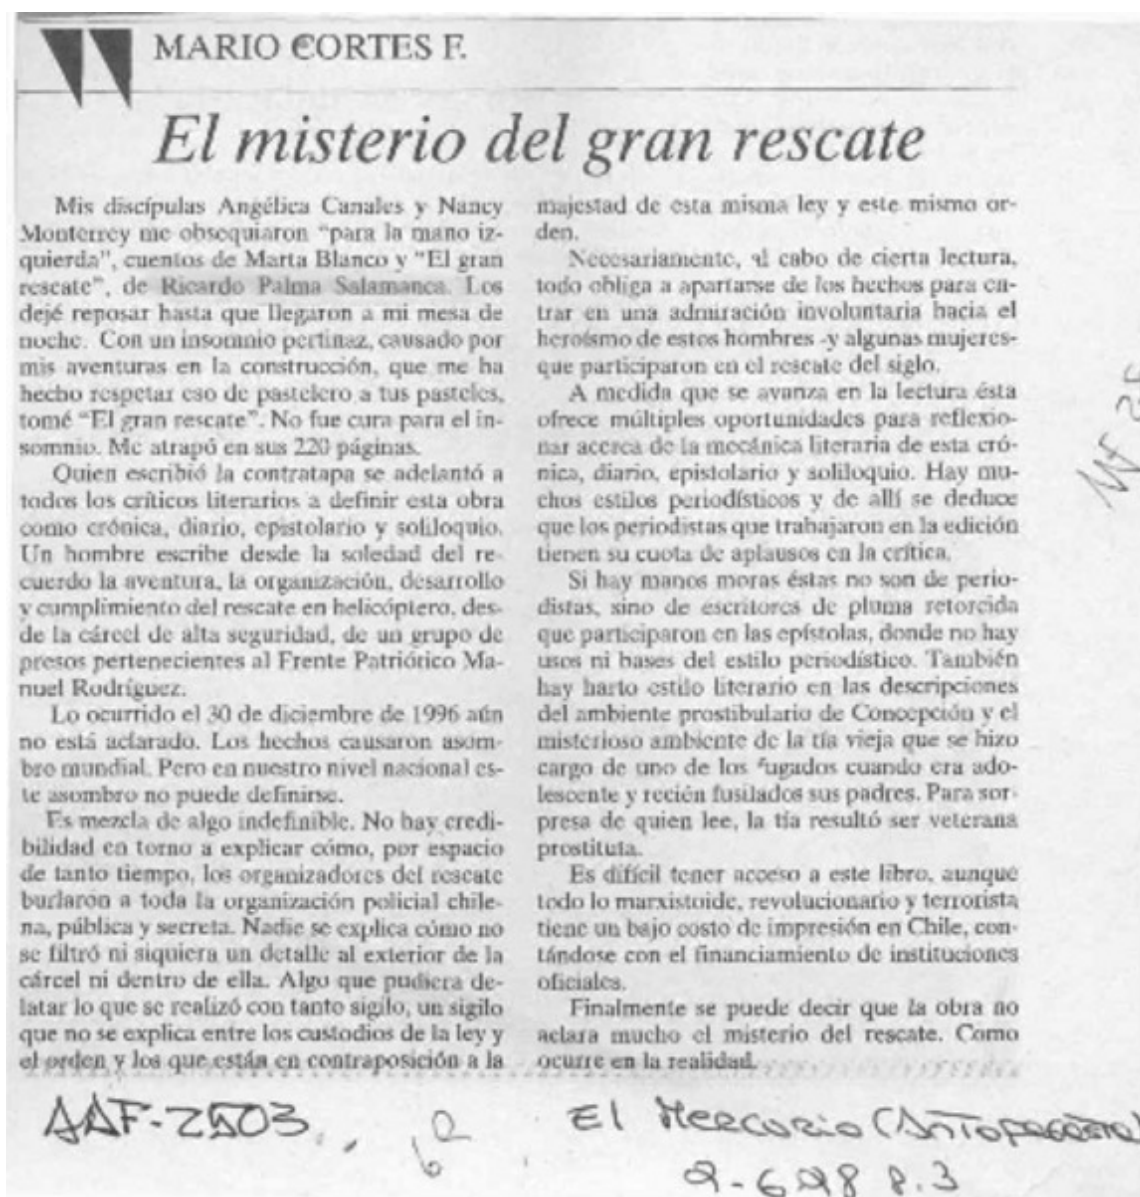 MARIO CORTES F.
El misterio del gran rescate
Mis discípulas Angélica Canales y Nancy
Monterrey me obsequiaron "para la mano iz-
quierda", cuentos de Marta Blanco y "El gran
rescate", de Ricardo Palma Salamanca. Los
dejé reposar hasta que llegaron a mi mesa de
noche. Con un insomnio pertinaz, causado por
mis aventuras en la construcción, que me ha
hecho respetar eso de pastelero a tus pasteles,
tomé "El gran rescate". No fue cura para el in-
somnio. Me atrapó en sus 220 páginas.
Quien escribió la contratapa se adelantó a
todos los críticos literarios a definir esta obra
como crónica, diario, epistolario y soliloquio.
Un hombre escribe desde la soledad del re-
cuerdo la aventura, la organización, desarrollo
y cumplimiento del rescate en helicóptero, des-
de la cárcel de alta seguridad, de un grupo de
presos pertenecientes al Frente Patriótico Ma-
nuel Rodríguez.
Lo ocurrido el 30 de diciembre de 1996 aún
no está aclarado. Los hechos causaron asom-
bro mundial. Pero en nuestro nivel nacional es-
te asombro no puede definirse.
Es mezcla de algo indefinible. No hay credi-
bilidad en torno a explicar cómo, por espacio
de tanto tiempo, los organizadores del rescate
burlaron a toda la organización policial chile-
na, pública y secreta. Nadie se explica cómo no
se filtró ni siquiera un detalle al exterior de la
cárcel ni dentro de ella. Algo que pudiera de-
latar lo que se realizó con tanto sigilo, un sigilo
que no se explica entre los custodios de la ley y
el orden y los que están en contraposición a la
majestad de esta misma ley y este mismo or-
den.
Necesariamente, al cabo de cierta lectura,
todo obliga a apartarse de los hechos para en-
trar en una admiración involuntaria hacia el
heroísmo de estos hombres -y algunas mujeres-
que participaron en el rescate del siglo.
A medida que se avanza en la lectura ésta
ofrece múltiples oportunidades para reflexio-
nar acerca de la mecánica literaria de esta cró-
nica, diario, epistolario y soliloquio. Hay mu-
chos estilos periodísticos y de allí se deduce
que los periodistas que trabajaron en la edición
tienen su cuota de aplausos en la crítica.
Si hay manos moras éstas no son de perio-
distas, sino de escritores de pluma retorcida
que participaron en las epístolas, donde no hay
usos ni bases del estilo periodístico. También
hay harto estilo literario en las descripciones
del ambiente prostibulario de Concepción y el
misterioso ambiente de la tía vieja que se hizo
cargo de uno de los fugados cuando era ado-
lescente y recién fusilados sus padres. Para sor-
presa de quien lee, la tía resultó ser veterana
prostituta.
Es difícil tener acceso a este libro, aunque
todo lo marxistoide, revolucionario y terrorista
tiene un bajo costo de impresión en Chile, con-
tándose con el financiamiento de instituciones
oficiales.
Finalmente se puede decir que la obra no
aclara mucho el misterio del rescate. Como
ocurre en la realidad.
AAF-2503
El Mercurio (Antofagasta)